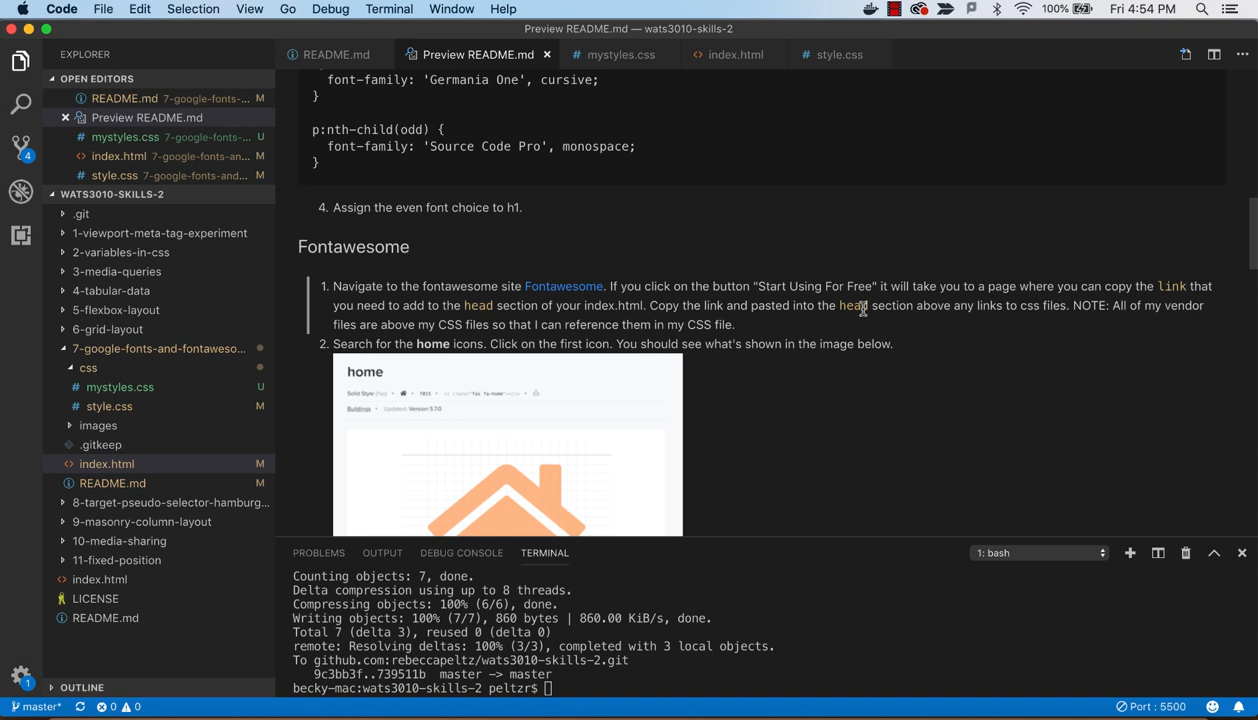 Code File Edit Selection View Go Debug Terminal Window Help 100% Fri 4:54 PM
Preview README.md — wats3010-skills-2
EXPLORER
README.md
Preview README.md
mystyles.css
index.html
style.css
OPEN EDITORS
README.md 7-google-fonts-... M
Preview README.md
mystyles.css 7-google-fonts-... U
index.html 7-google-fonts-an... M
style.css 7-google-fonts-and... M
WATS3010-SKILLS-2
.git
1-viewport-meta-tag-experiment
2-variables-in-css
3-media-queries
4-tabular-data
5-flexbox-layout
6-grid-layout
7-google-fonts-and-fontaweso...
css
mystyles.css U
style.css M
images
.gitkeep
index.html M
README.md M
8-target-pseudo-selector-hamburg...
9-masonry-column-layout
10-media-sharing
11-fixed-position
index.html
LICENSE
README.md
OUTLINE
4
1
font-family: 'Germania One', cursive;
}
p:nth-child(odd) {
font-family: 'Source Code Pro', monospace;
}
4. Assign the even font choice to h1.
Fontawesome
1. Navigate to the fontawesome site Fontawesome. If you click on the button "Start Using For Free" it will take you to a page where you can copy the link that
you need to add to the head section of your index.html. Copy the link and pasted into the head section above any links to css files. NOTE: All of my vendor
files are above my CSS files so that I can reference them in my CSS file.
2. Search for the home icons. Click on the first icon. You should see what's shown in the image below.
home
Solid Style (fas) • • f015 • <i class="fas fa-home"></i> •
Buildings • Updated: Version 5.7.0
PROBLEMS OUTPUT DEBUG CONSOLE TERMINAL 1: bash
Counting objects: 7, done.
Delta compression using up to 8 threads.
Compressing objects: 100% (6/6), done.
Writing objects: 100% (7/7), 860 bytes | 860.00 KiB/s, done.
Total 7 (delta 3), reused 0 (delta 0)
remote: Resolving deltas: 100% (3/3), completed with 3 local objects.
To github.com:rebeccapeltz/wats3010-skills-2.git
9c3bb3f..739511b master -> master
becky-mac:wats3010-skills-2 peltzr$
master* 0 0 Port : 5500